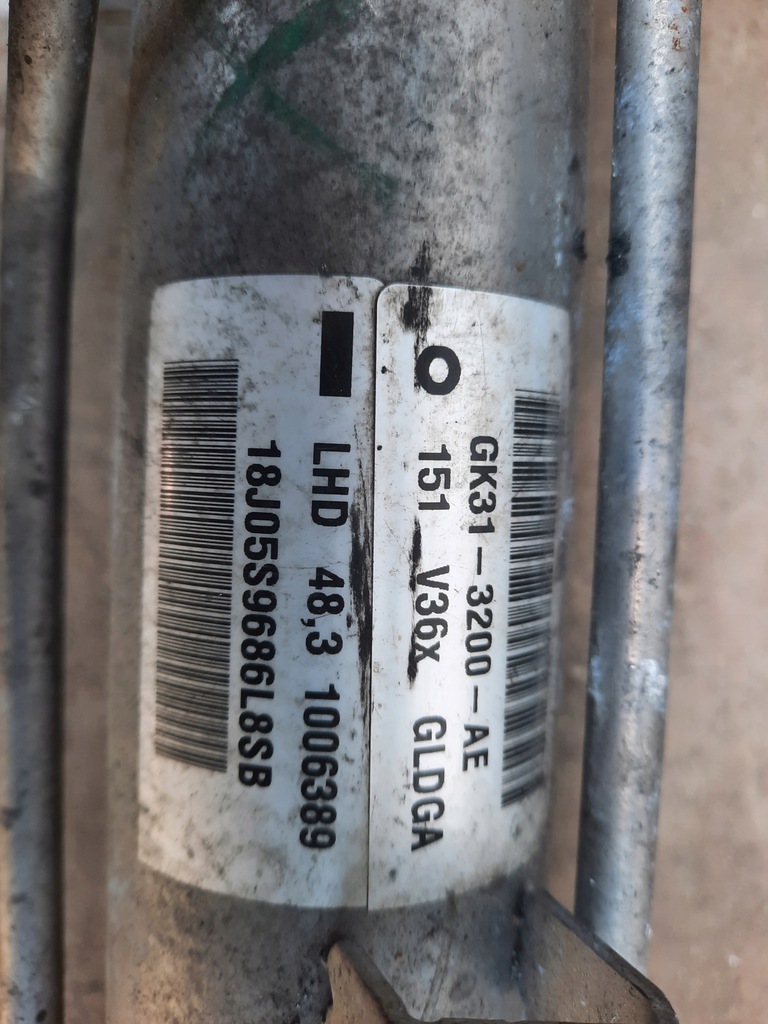 GK31-3200-AE
151 V36x GLDGA
LHD 48,3 1006389
18J05S9686L8SB